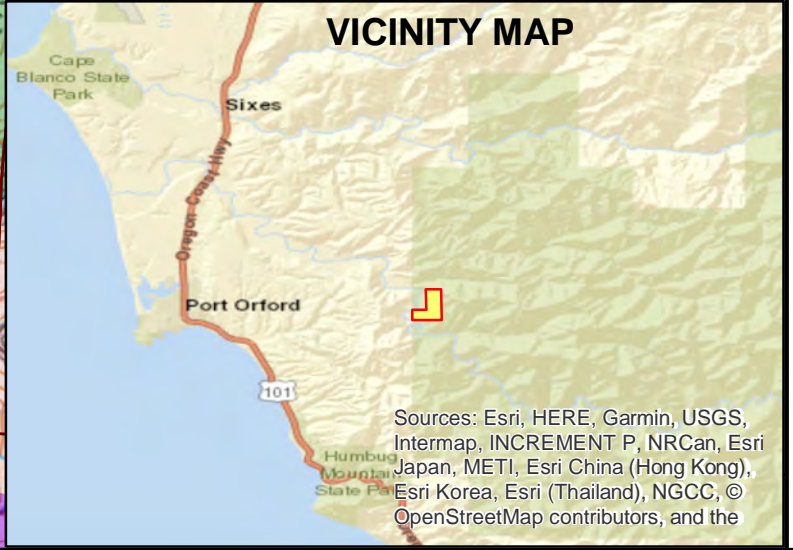 VICINITY MAP
Cape
Blanco State
Park
Sixes
Oregon Coast Hwy
Port Orford
101
Humbug
Mountain
State
Sources: Esri, HERE, Garmin, USGS,
Intermap, INCREMENT P, NRCan, Esri
Japan, METI, Esri China (Hong Kong),
Esri Korea, Esri (Thailand), NGCC, ©
OpenStreetMap contributors, and the